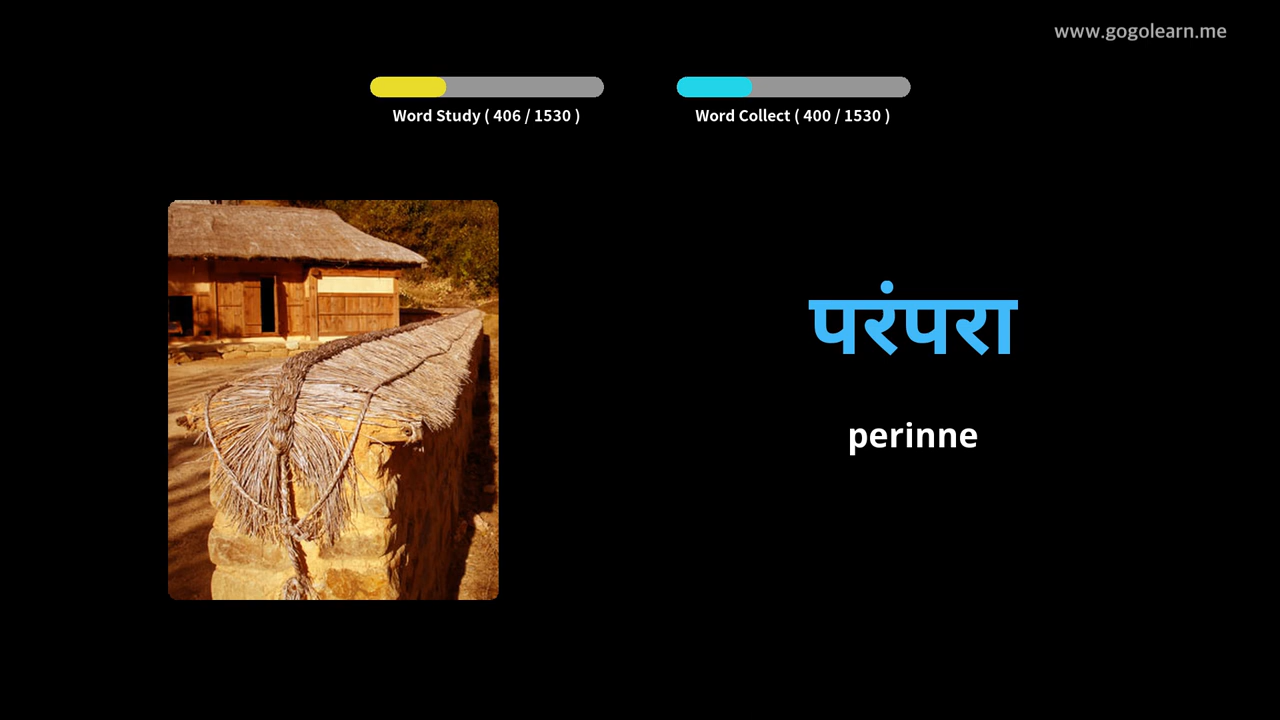 www.gogolearn.me
Word Study ( 406 / 1530 )
Word Collect ( 400 / 1530 )
परंपरा
perinne